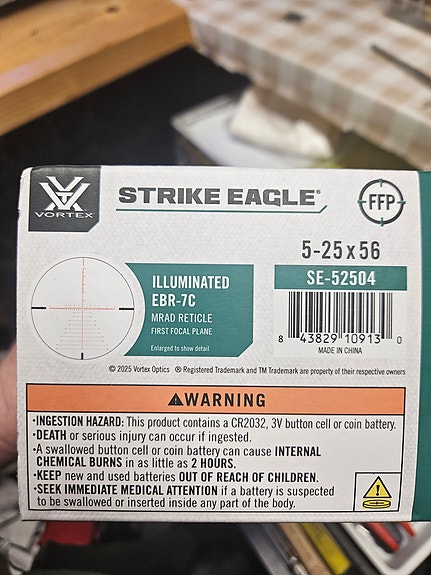 VORTEX
STRIKE EAGLE®
FFP
5-25x56
SE-52504
ILLUMINATED
EBR-7C
MRAD RETICLE
FIRST FOCAL PLANE
Enlarged to show detail
8 43829 10913 0
MADE IN CHINA
© 2025 Vortex Optics ® Registered Trademark and TM Trademark are property of their respective owners
WARNING
•INGESTION HAZARD: This product contains a CR2032, 3V button cell or coin battery.
•DEATH or serious injury can occur if ingested.
•A swallowed button cell or coin battery can cause INTERNAL
CHEMICAL BURNS in as little as 2 HOURS.
•KEEP new and used batteries OUT OF REACH OF CHILDREN.
•SEEK IMMEDIATE MEDICAL ATTENTION if a battery is suspected
to be swallowed or inserted inside any part of the body.